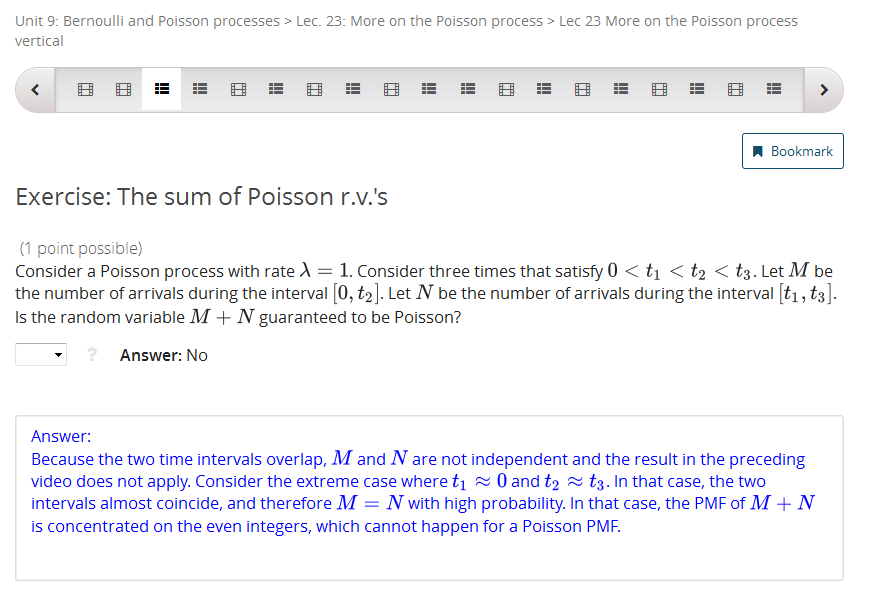 Unit 9: Bernoulli and Poisson processes > Lec. 23: More on the Poisson process > Lec 23 More on the Poisson process
vertical
Bookmark
Exercise: The sum of Poisson r.v.'s
(1 point possible)
Consider a Poisson process with rate λ = 1. Consider three times that satisfy 0 < t₁ < t₂ < t₃. Let M be
the number of arrivals during the interval [0, t₂]. Let N be the number of arrivals during the interval [t₁, t₃].
Is the random variable M + N guaranteed to be Poisson?
? Answer: No
Answer:
Because the two time intervals overlap, M and N are not independent and the result in the preceding
video does not apply. Consider the extreme case where t₁ ≈ 0 and t₂ ≈ t₃. In that case, the two
intervals almost coincide, and therefore M = N with high probability. In that case, the PMF of M + N
is concentrated on the even integers, which cannot happen for a Poisson PMF.